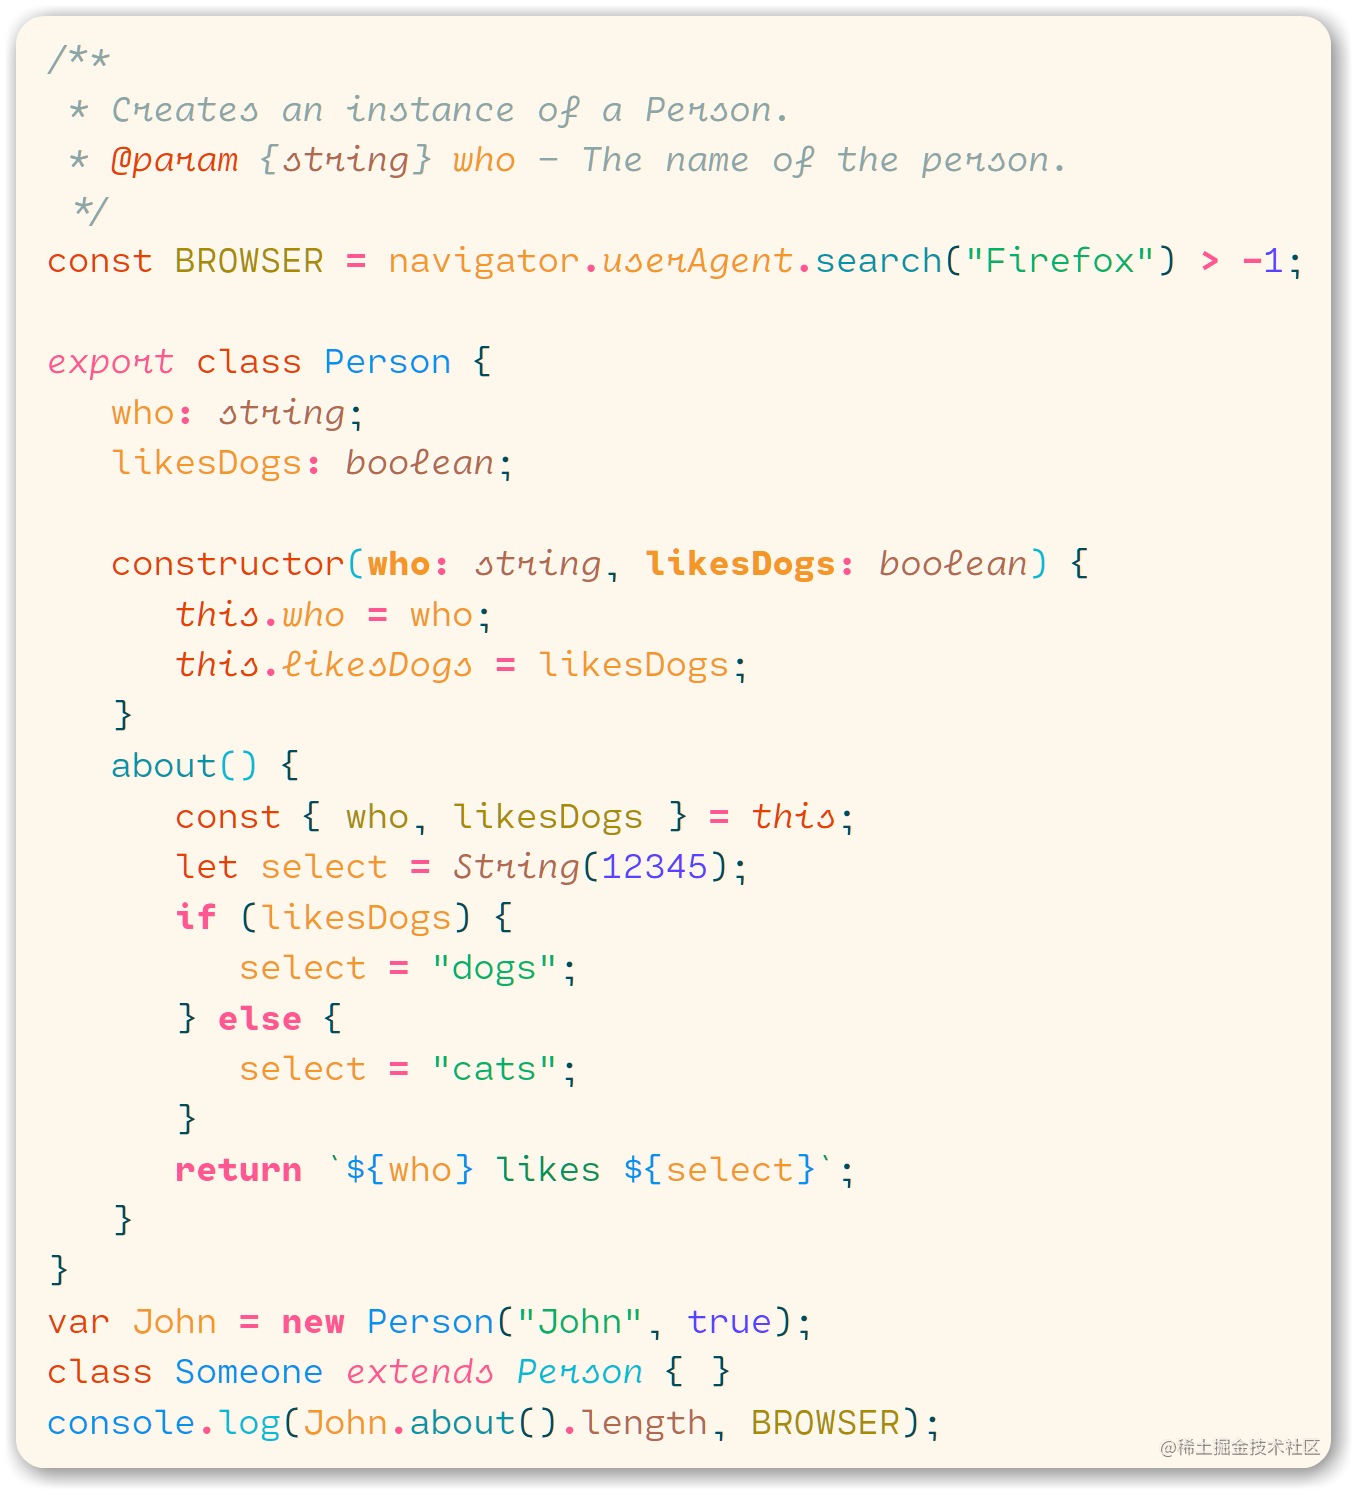 /**
 * Creates an instance of a Person.
 * @param {string} who - The name of the person.
 */
const BROWSER = navigator.userAgent.search("Firefox") > -1;

export class Person {
   who: string;
   likesDogs: boolean;

   constructor(who: string, likesDogs: boolean) {
      this.who = who;
      this.likesDogs = likesDogs;
   }
   about() {
      const { who, likesDogs } = this;
      let select = String(12345);
      if (likesDogs) {
         select = "dogs";
      } else {
         select = "cats";
      }
      return `${who} likes ${select}`;
   }
}
var John = new Person("John", true);
class Someone extends Person { }
console.log(John.about().length, BROWSER);
@稀土掘金技术社区